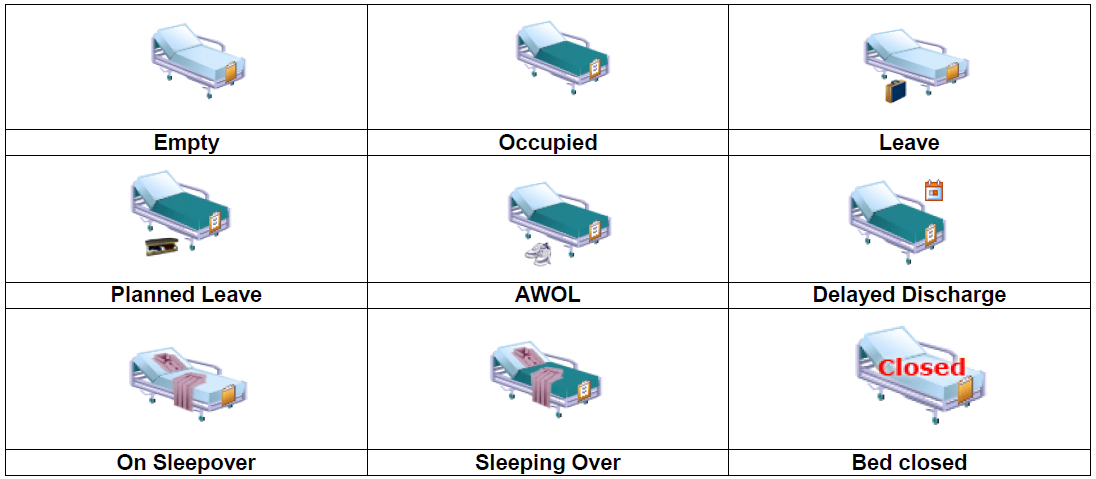 Empty
Occupied
Leave
Planned Leave
AWOL
Delayed Discharge
Closed
On Sleepover
Sleeping Over
Bed closed